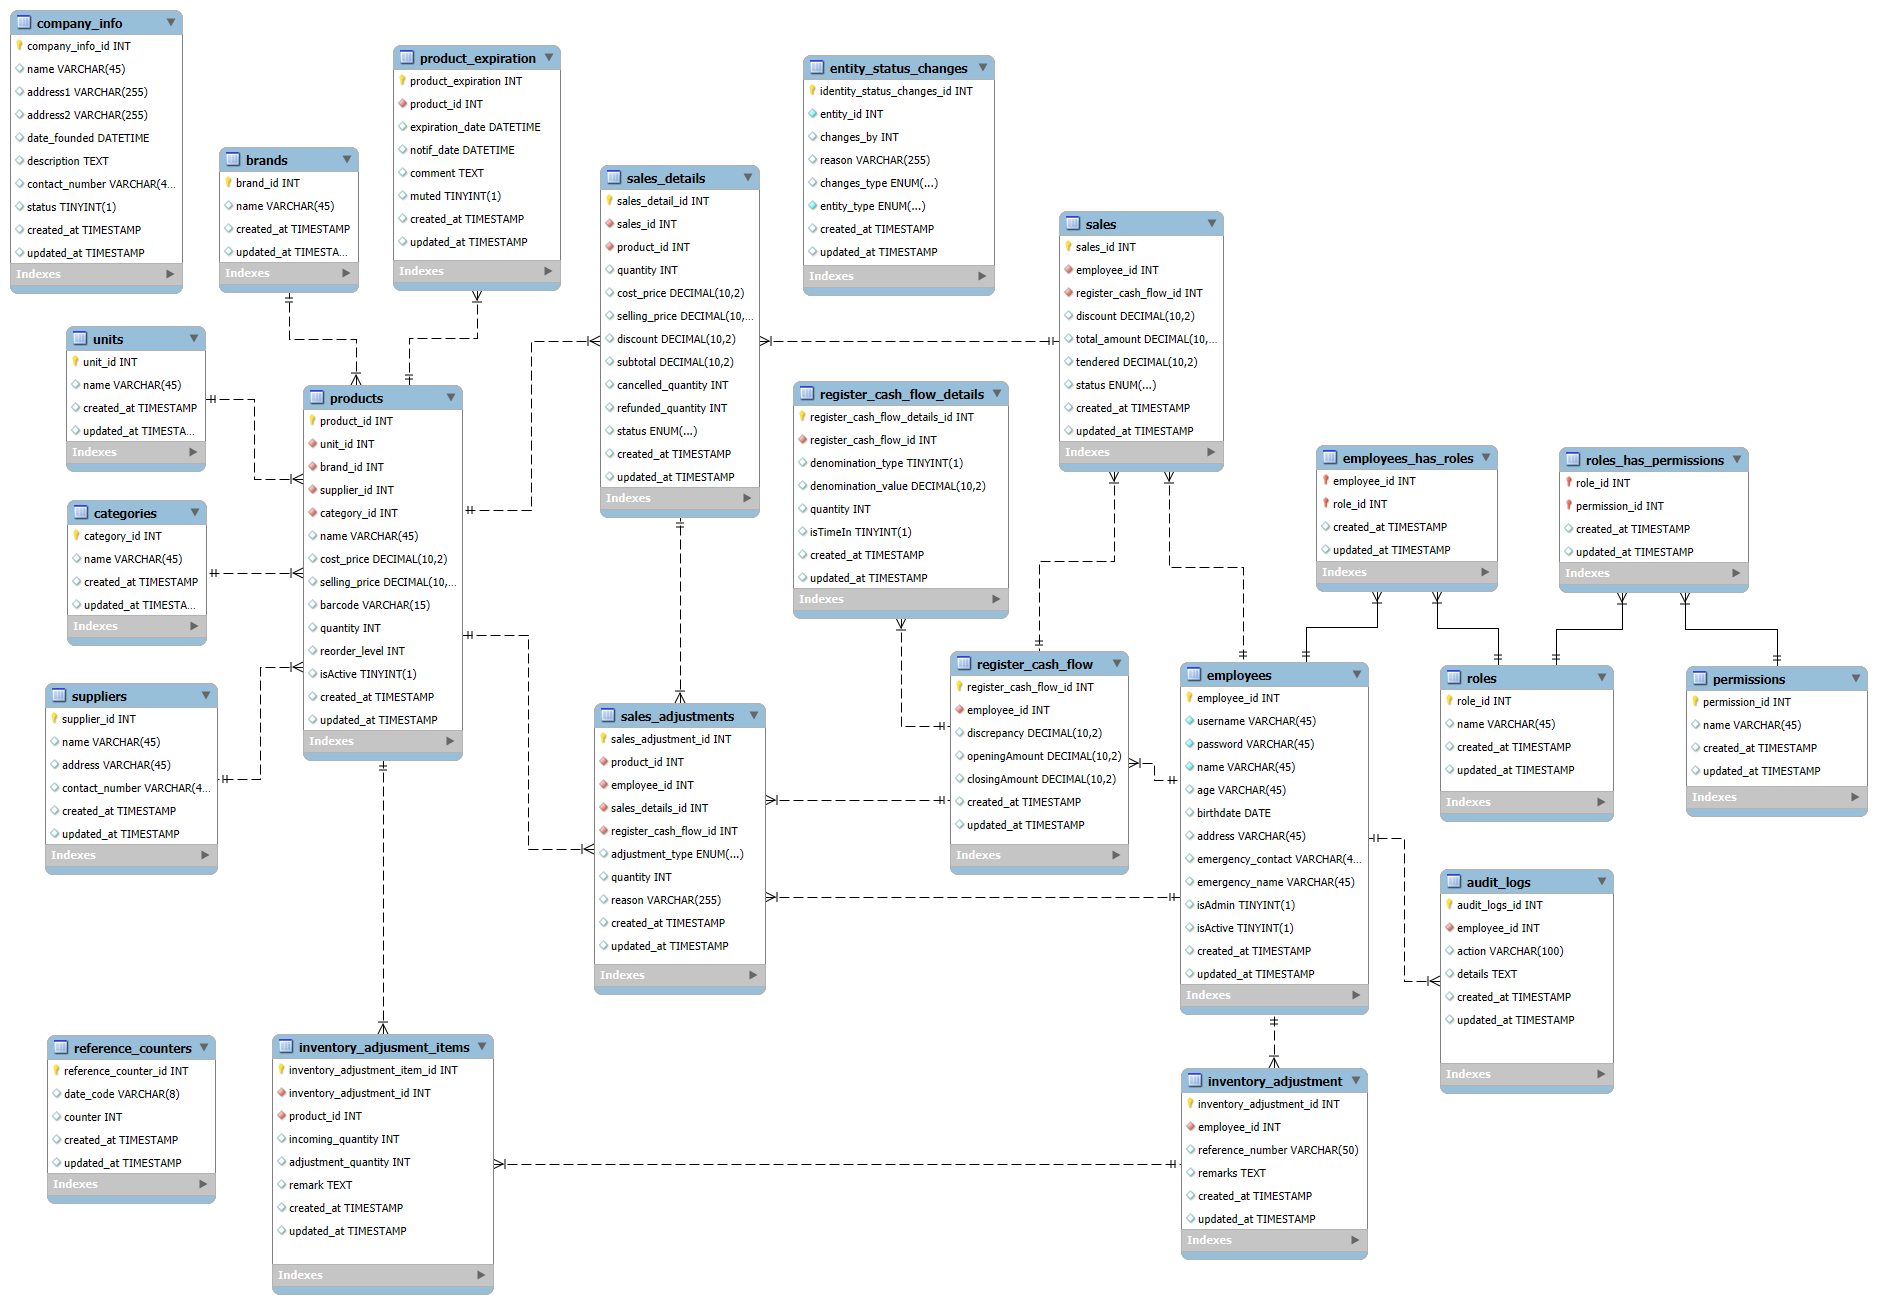 company_info
company_info_id INT
name VARCHAR(45)
address1 VARCHAR(255)
address2 VARCHAR(255)
date_founded DATETIME
description TEXT
contact_number VARCHAR(4...
status TINYINT(1)
created_at TIMESTAMP
updated_at TIMESTAMP
Indexes
brands
brand_id INT
name VARCHAR(45)
created_at TIMESTAMP
updated_at TIMESTA...
Indexes
product_expiration
product_expiration INT
product_id INT
expiration_date DATETIME
notif_date DATETIME
comment TEXT
muted TINYINT(1)
created_at TIMESTAMP
updated_at TIMESTAMP
Indexes
sales_details
sales_detail_id INT
sales_id INT
product_id INT
quantity INT
cost_price DECIMAL(10,2)
selling_price DECIMAL(10,...
discount DECIMAL(10,2)
subtotal DECIMAL(10,2)
cancelled_quantity INT
refunded_quantity INT
status ENUM(...)
created_at TIMESTAMP
updated_at TIMESTAMP
Indexes
entity_status_changes
identity_status_changes_id INT
entity_id INT
changes_by INT
reason VARCHAR(255)
changes_type ENUM(...)
entity_type ENUM(...)
created_at TIMESTAMP
updated_at TIMESTAMP
Indexes
sales
sales_id INT
employee_id INT
register_cash_flow_id INT
discount DECIMAL(10,2)
total_amount DECIMAL(10,...
tendered DECIMAL(10,2)
status ENUM(...)
created_at TIMESTAMP
updated_at TIMESTAMP
Indexes
units
unit_id INT
name VARCHAR(45)
created_at TIMESTAMP
updated_at TIMESTA...
Indexes
products
product_id INT
unit_id INT
brand_id INT
supplier_id INT
category_id INT
name VARCHAR(45)
cost_price DECIMAL(10,2)
selling_price DECIMAL(10,...
barcode VARCHAR(15)
quantity INT
reorder_level INT
isActive TINYINT(1)
created_at TIMESTAMP
updated_at TIMESTAMP
Indexes
register_cash_flow_details
register_cash_flow_details_id INT
register_cash_flow_id INT
denomination_type TINYINT(1)
denomination_value DECIMAL(10,2)
quantity INT
isTimeIn TINYINT(1)
created_at TIMESTAMP
updated_at TIMESTAMP
Indexes
employees_has_roles
employee_id INT
role_id INT
created_at TIMESTAMP
updated_at TIMESTAMP
Indexes
roles_has_permissions
role_id INT
permission_id INT
created_at TIMESTAMP
updated_at TIMESTAMP
Indexes
categories
category_id INT
name VARCHAR(45)
created_at TIMESTAMP
updated_at TIMESTA...
Indexes
suppliers
supplier_id INT
name VARCHAR(45)
address VARCHAR(45)
contact_number VARCHAR(4...
created_at TIMESTAMP
updated_at TIMESTAMP
Indexes
sales_adjustments
sales_adjustment_id INT
product_id INT
employee_id INT
sales_details_id INT
register_cash_flow_id INT
adjustment_type ENUM(...)
quantity INT
reason VARCHAR(255)
created_at TIMESTAMP
updated_at TIMESTAMP
Indexes
register_cash_flow
register_cash_flow_id INT
employee_id INT
discrepancy DECIMAL(10,2)
openingAmount DECIMAL(10,2)
closingAmount DECIMAL(10,2)
created_at TIMESTAMP
updated_at TIMESTAMP
Indexes
employees
employee_id INT
username VARCHAR(45)
password VARCHAR(45)
name VARCHAR(45)
age VARCHAR(45)
birthdate DATE
address VARCHAR(45)
emergency_contact VARCHAR(4...
emergency_name VARCHAR(45)
isAdmin TINYINT(1)
isActive TINYINT(1)
created_at TIMESTAMP
updated_at TIMESTAMP
Indexes
roles
role_id INT
name VARCHAR(45)
created_at TIMESTAMP
updated_at TIMESTAMP
Indexes
permissions
permission_id INT
name VARCHAR(45)
created_at TIMESTAMP
updated_at TIMESTAMP
Indexes
audit_logs
audit_logs_id INT
employee_id INT
action VARCHAR(100)
details TEXT
created_at TIMESTAMP
updated_at TIMESTAMP
Indexes
reference_counters
reference_counter_id INT
date_code VARCHAR(8)
counter INT
created_at TIMESTAMP
updated_at TIMESTAMP
Indexes
inventory_adjusment_items
inventory_adjustment_item_id INT
inventory_adjustment_id INT
product_id INT
incoming_quantity INT
adjustment_quantity INT
remark TEXT
created_at TIMESTAMP
updated_at TIMESTAMP
Indexes
inventory_adjustment
inventory_adjustment_id INT
employee_id INT
reference_number VARCHAR(50)
remarks TEXT
created_at TIMESTAMP
updated_at TIMESTAMP
Indexes